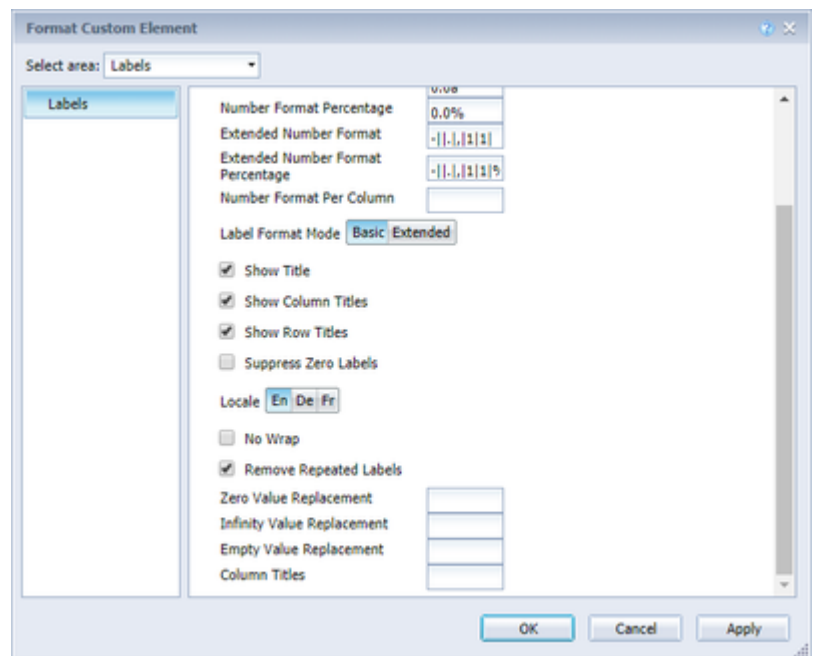 Format Custom Element
Select area: Labels
Labels
Number Format Percentage 0.0%
Extended Number Format -||.|,|1|1|
Extended Number Format
Percentage -||.|,|1|1|9
Number Format Per Column
Label Format Mode Basic Extended
Show Title
Show Column Titles
Show Row Titles
Suppress Zero Labels
Locale En De Fr
No Wrap
Remove Repeated Labels
Zero Value Replacement
Infinity Value Replacement
Empty Value Replacement
Column Titles
OK Cancel Apply